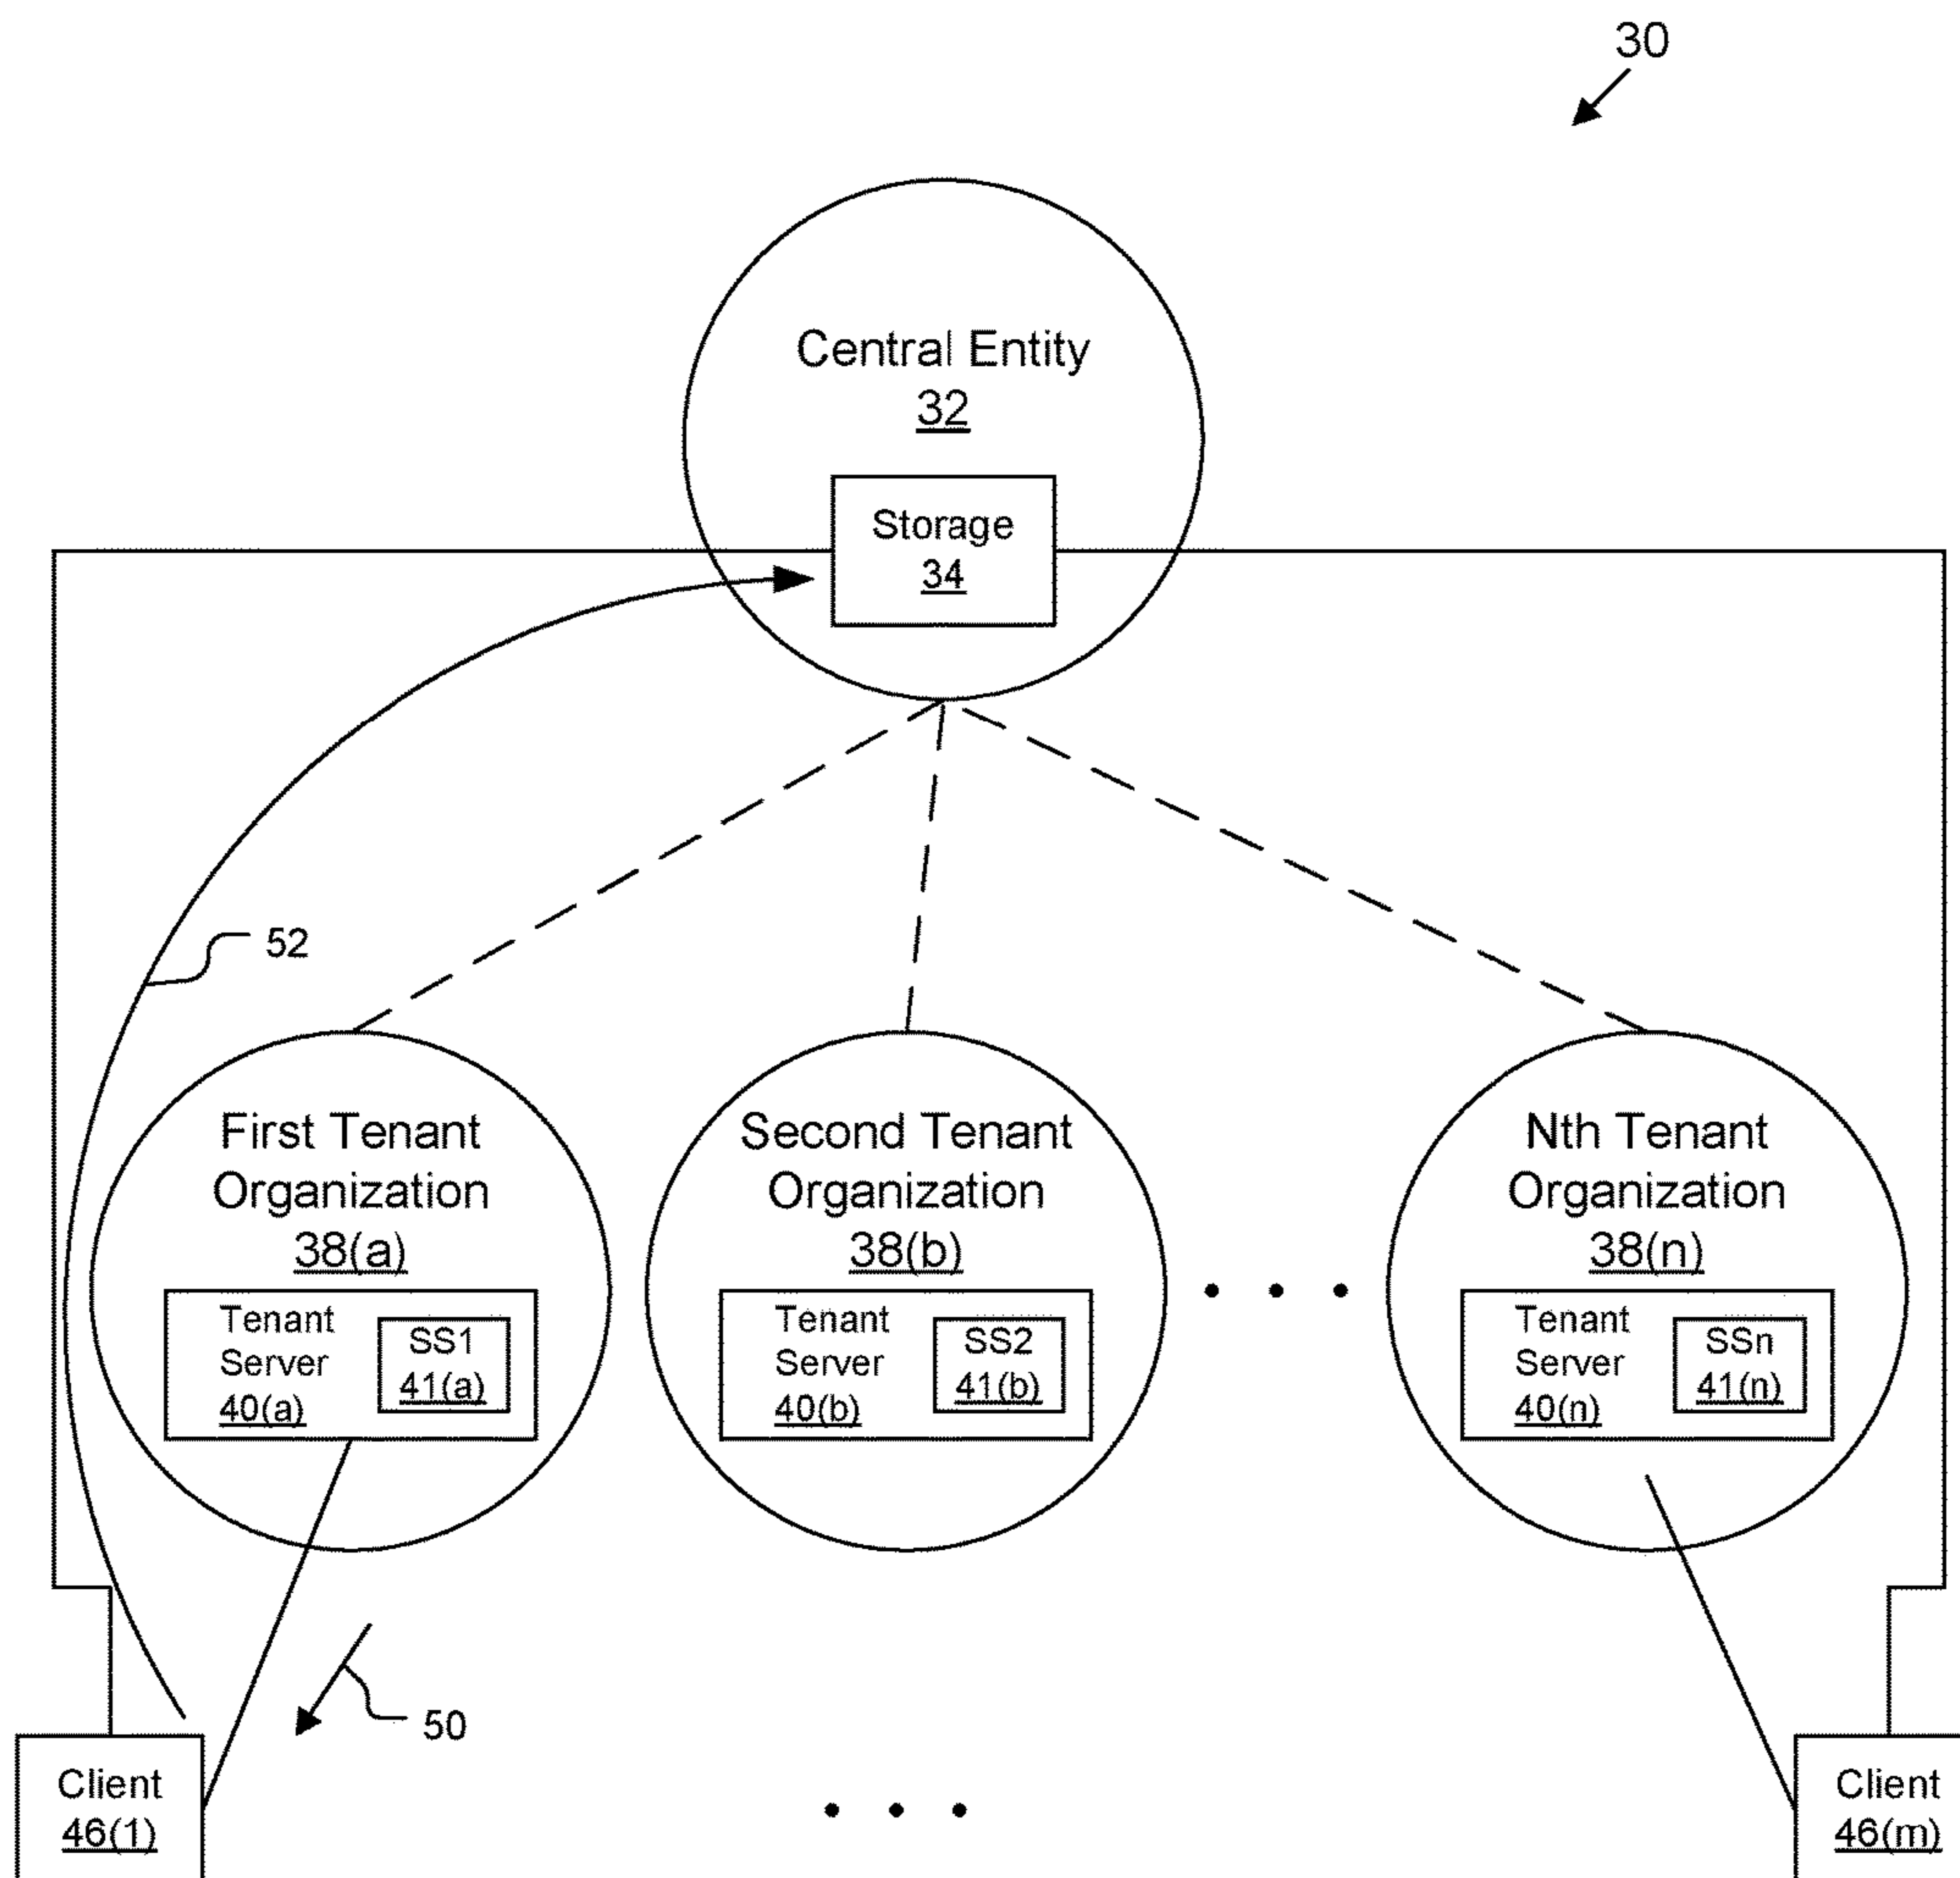 30
Central Entity
32
Storage
34
52
First Tenant
Organization
38(a)
Tenant
Server
40(a)
SS1
41(a)
Second Tenant
Organization
38(b)
Tenant
Server
40(b)
SS2
41(b)
Nth Tenant
Organization
38(n)
Tenant
Server
40(n)
SSn
41(n)
50
Client
46(1)
Client
46(m)